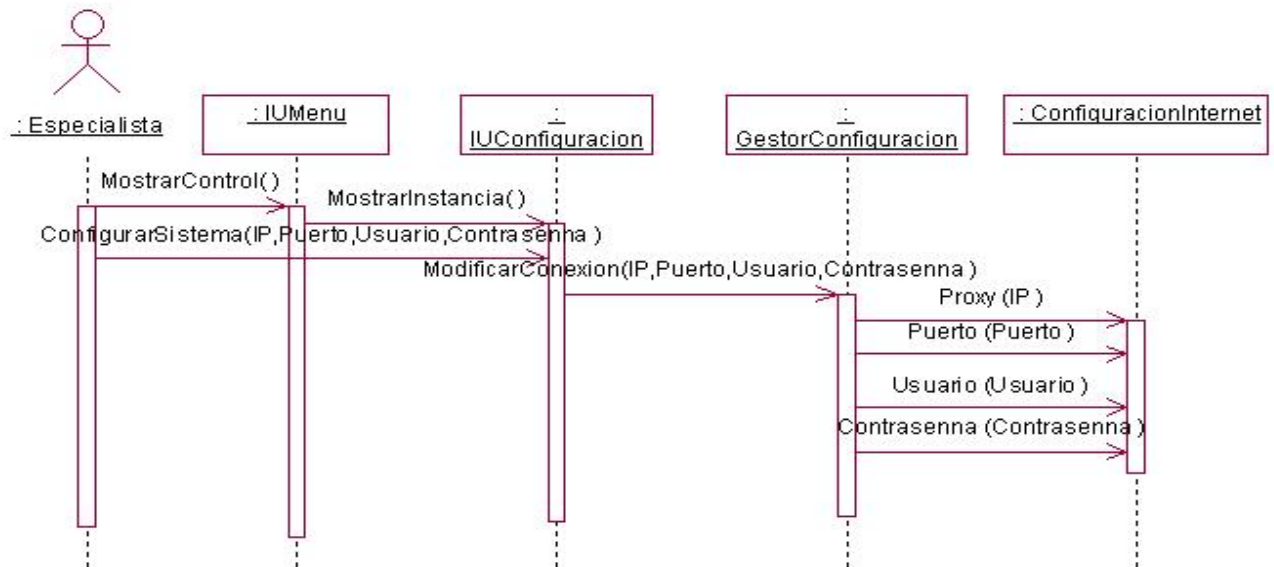 : Especialista
: IUMenu
:
IUConfiguracion
:
GestorConfiguracion
: ConfiguracionInternet
MostrarControl()
MostrarInstancia()
ConfigurarSistema(IP,Puerto,Usuario,Contrasenna )
ModificarConexion(IP,Puerto,Usuario,Contrasenna )
Proxy (IP )
Puerto (Puerto )
Usuario (Usuario )
Contrasenna (Contrasenna )